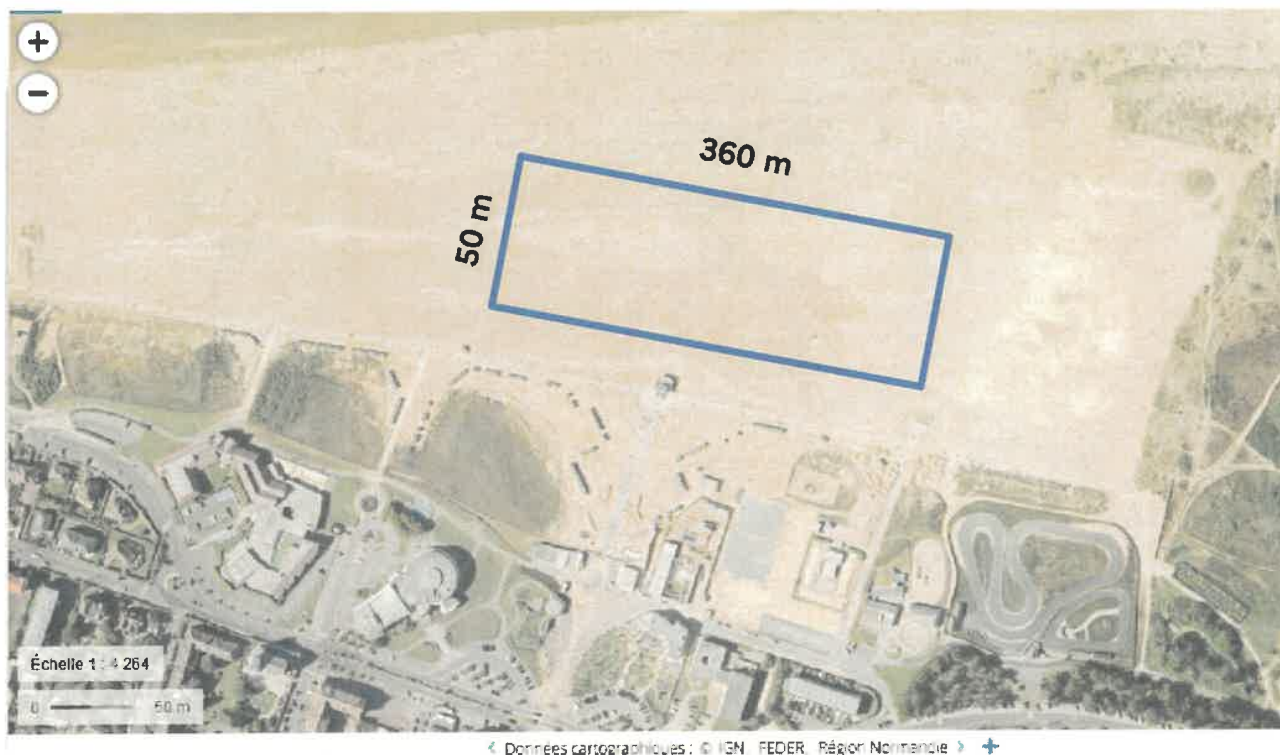 +
−
360 m
50 m
Échelle 1 : 4 264
0 50 m
< Données cartographiques : © IGN, FEDER, Région Normandie > +